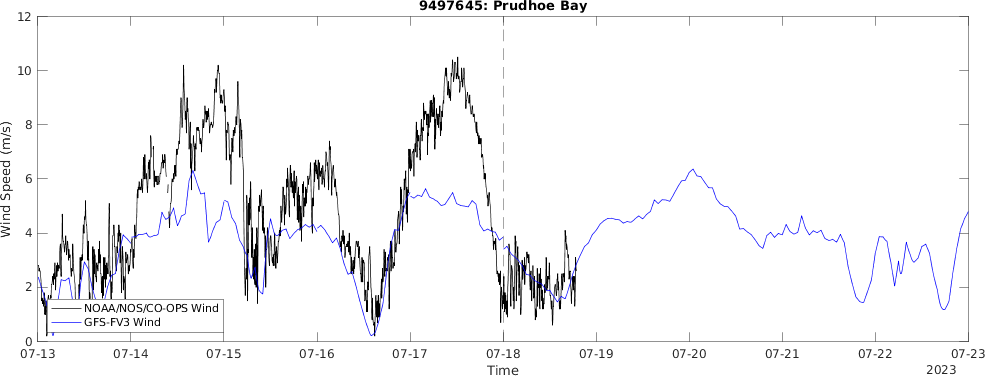 9497645: Prudhoe Bay
Wind Speed (m/s)
12
10
8
6
4
2
0
NOAA/NOS/CO-OPS Wind
GFS-FV3 Wind
07-13 07-14 07-15 07-16 07-17 07-18 07-19 07-20 07-21 07-22 07-23
Time
2023